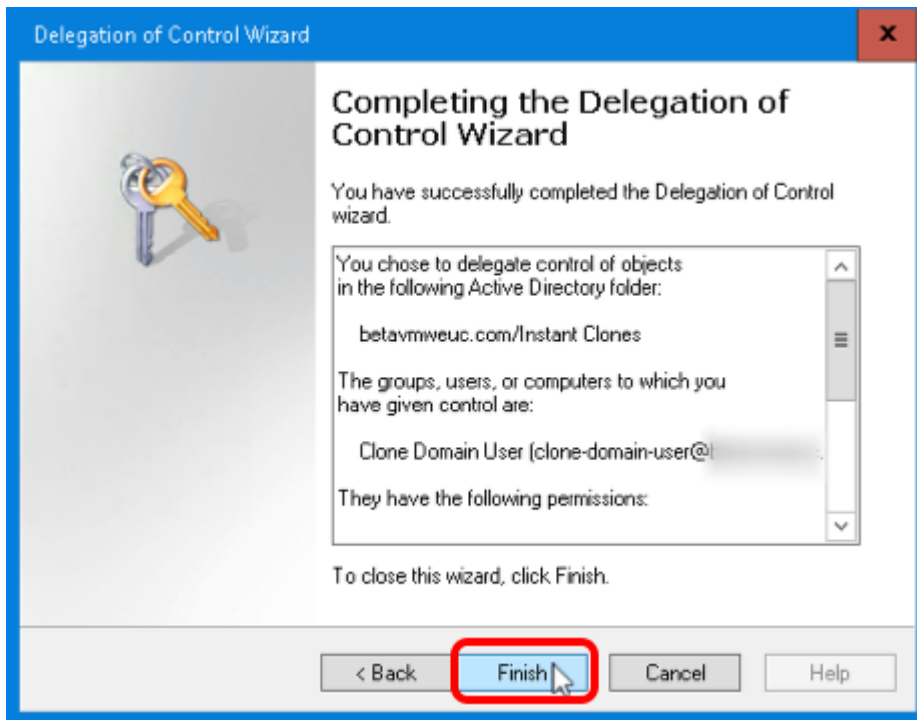 Delegation of Control Wizard
x
Completing the Delegation of
Control Wizard
You have successfully completed the Delegation of Control
wizard.
You chose to delegate control of objects
in the following Active Directory folder:
betavmweuc.com/Instant Clones
The groups, users, or computers to which you
have given control are:
Clone Domain User (clone-domain-user@
They have the following permissions:
To close this wizard, click Finish.
< Back
Finish
Cancel
Help